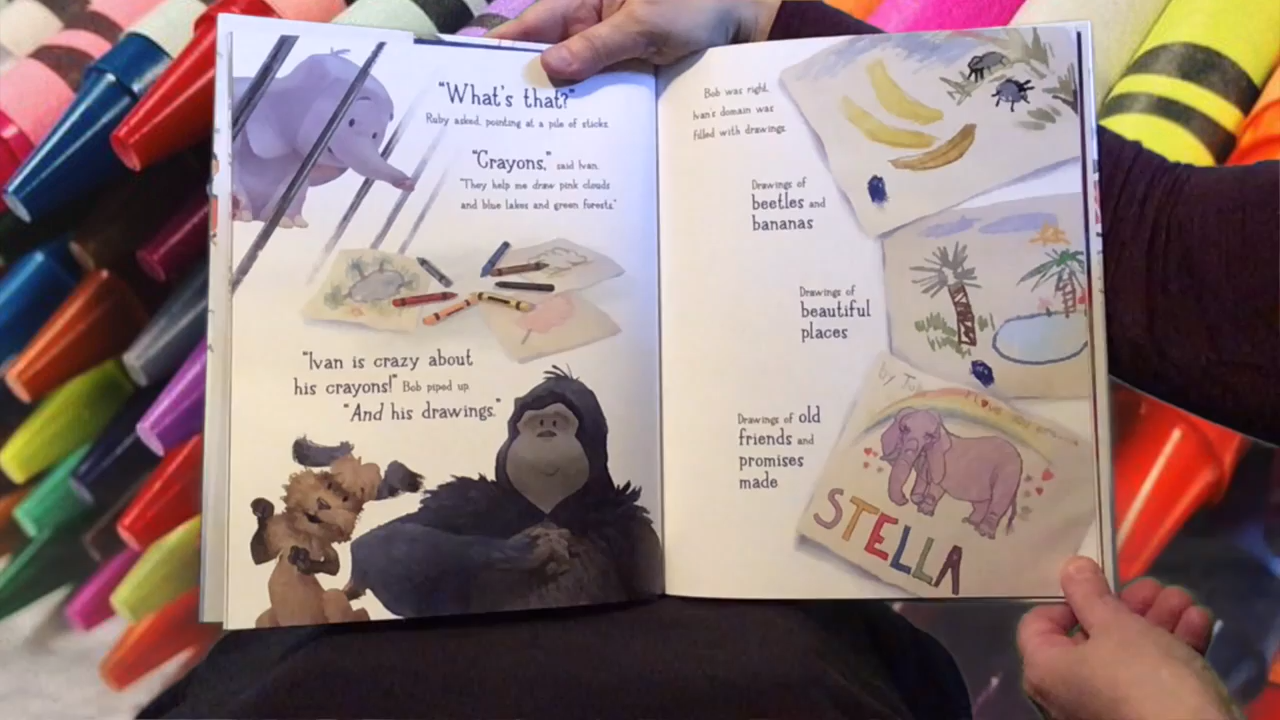 "What's that?"
Ruby asked, pointing at a pile of sticks.
"Crayons," said Ivan.
"They help me draw pink clouds
and blue lakes and green forests."
"Ivan is crazy about
his crayons!" Bob piped up.
"And his drawings."
Bob was right.
Ivan's domain was
filled with drawings.
Drawings of
beetles and
bananas
Drawings of
beautiful
places
Drawings of old
friends and
promises
made
by
I love
STELLA